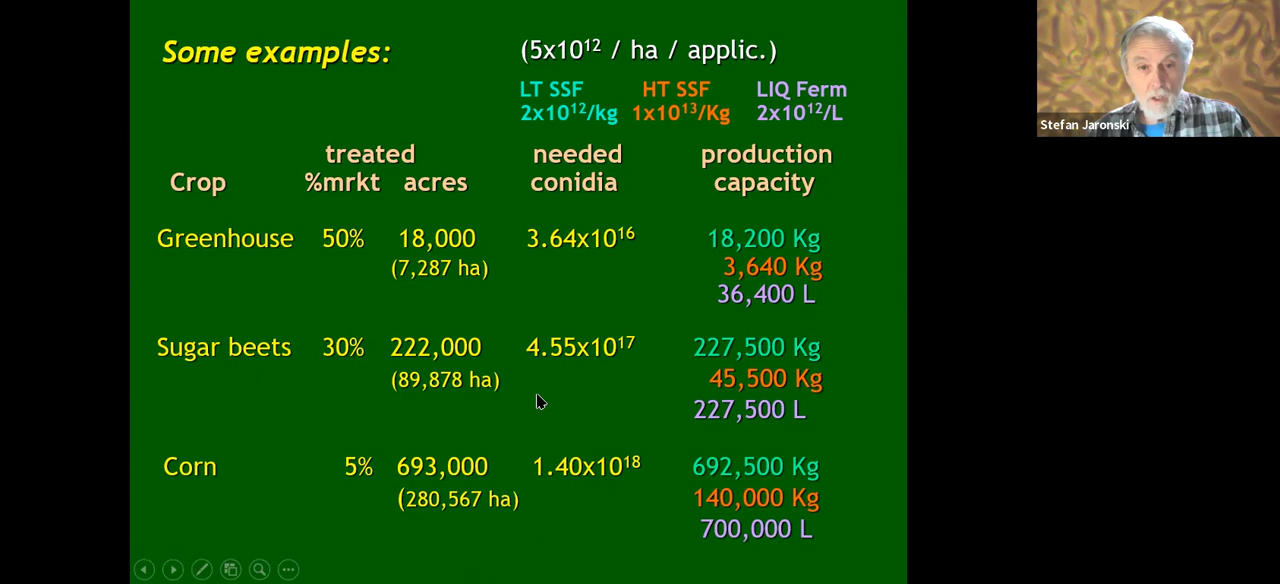 Some examples: (5x10¹² / ha / applic.)
LT SSF HT SSF LIQ Ferm
2x10¹²/kg 1x10¹³/Kg 2x10¹²/L
treated needed production
Crop %mrkt acres conidia capacity
Greenhouse 50% 18,000 3.64x10¹⁶ 18,200 Kg
(7,287 ha) 3,640 Kg
36,400 L
Sugar beets 30% 222,000 4.55x10¹⁷ 227,500 Kg
(89,878 ha) 45,500 Kg
227,500 L
Corn 5% 693,000 1.40x10¹⁸ 692,500 Kg
(280,567 ha) 140,000 Kg
700,000 L
Stefan Jaronski